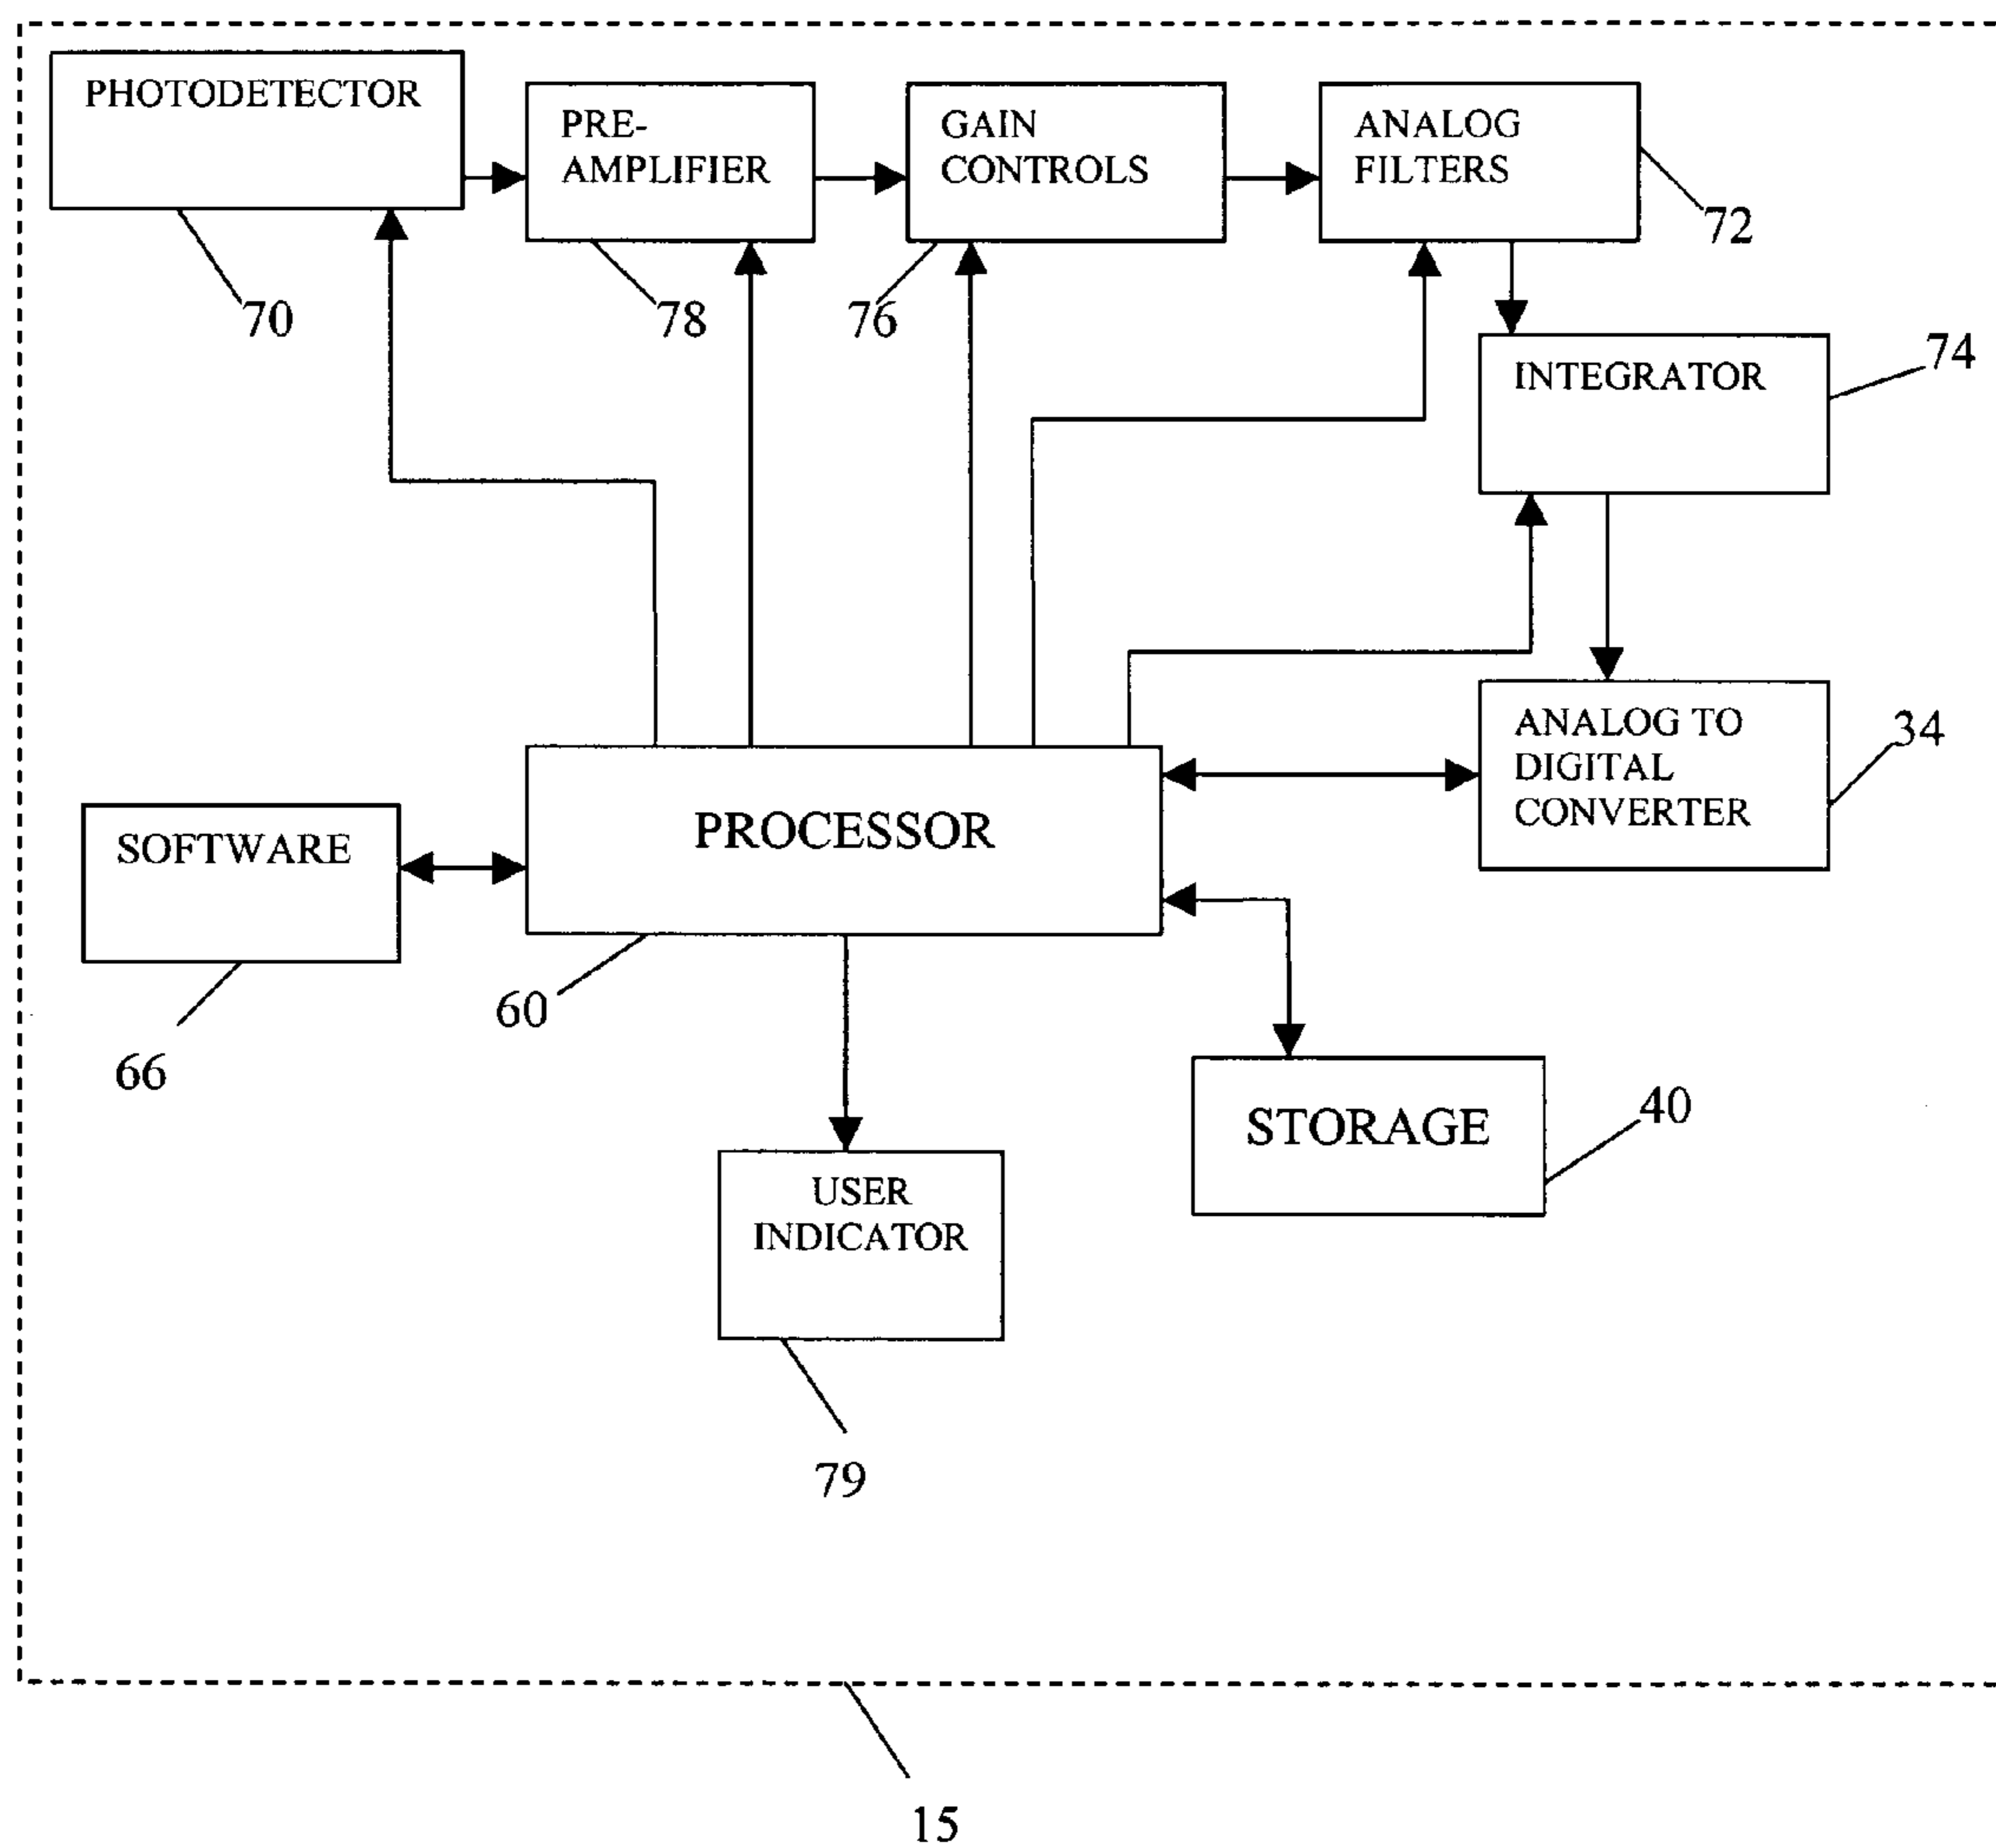 PHOTODETECTOR
PRE-
AMPLIFIER
GAIN
CONTROLS
ANALOG
FILTERS
72
70
78
76
INTEGRATOR
74
ANALOG TO
DIGITAL
CONVERTER
34
PROCESSOR
SOFTWARE
60
66
STORAGE
40
USER
INDICATOR
79
15